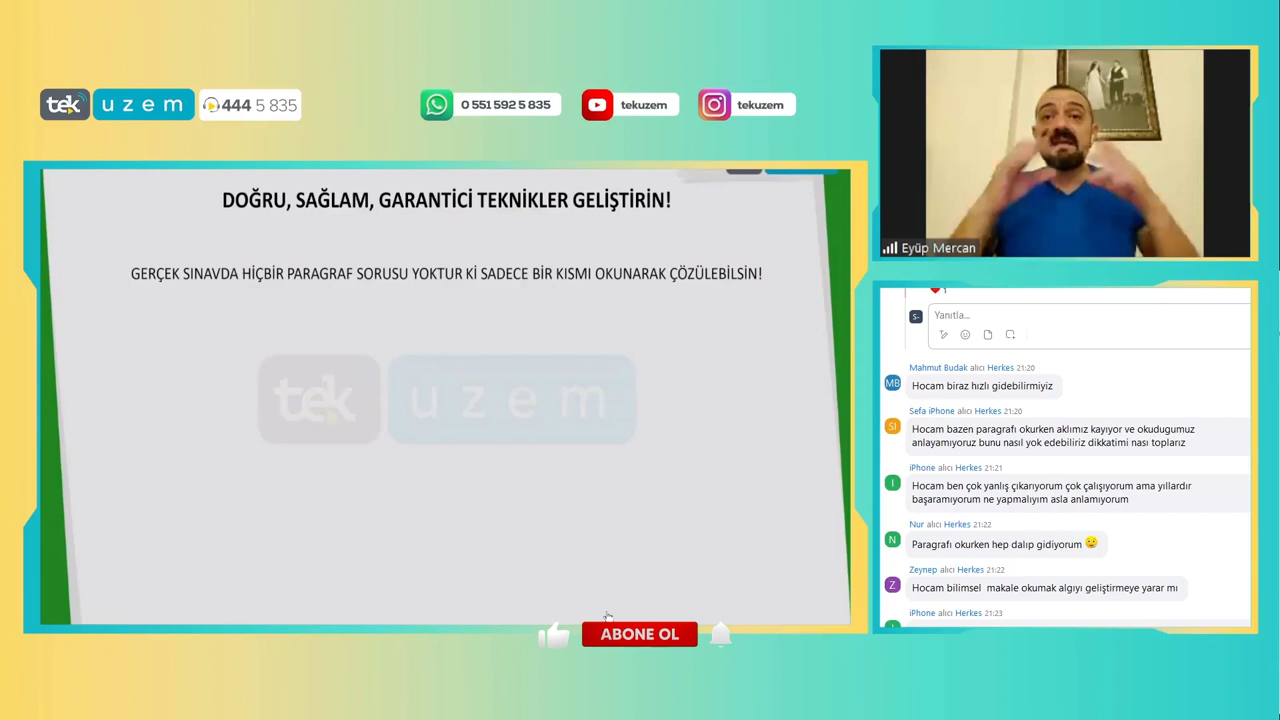 tek uzem 444 5 835
0 551 592 5 835
tekuzem
tekuzem
DOĞRU, SAĞLAM, GARANTİCİ TEKNİKLER GELİŞTİRİN!
GERÇEK SINAVDA HİÇBİR PARAGRAF SORUSU YOKTUR Kİ SADECE BİR KISMI OKUNARAK ÇÖZÜLEBİLSİN!
tek uzem
ABONE OL
Eyüp Mercan
1
S-
Yanıtla...
Mahmut Budak alıcı Herkes 21:20
MB
Hocam biraz hızlı gidebilirmiyiz
Sefa iPhone alıcı Herkes 21:20
SI
Hocam bazen paragrafı okurken aklımız kayıyor ve okudugumuz
anlayamıyoruz bunu nasıl yok edebiliriz dikkatimi nası toplarız
iPhone alıcı Herkes 21:21
I
Hocam ben çok yanlış çıkarıyorum çok çalışıyorum ama yıllardır
başaramıyorum ne yapmalıyım asla anlamıyorum
Nur alıcı Herkes 21:22
N
Paragrafı okurken hep dalıp gidiyorum 😟
Zeynep alıcı Herkes 21:22
Z
Hocam bilimsel makale okumak algıyı geliştirmeye yarar mı
iPhone alıcı Herkes 21:23